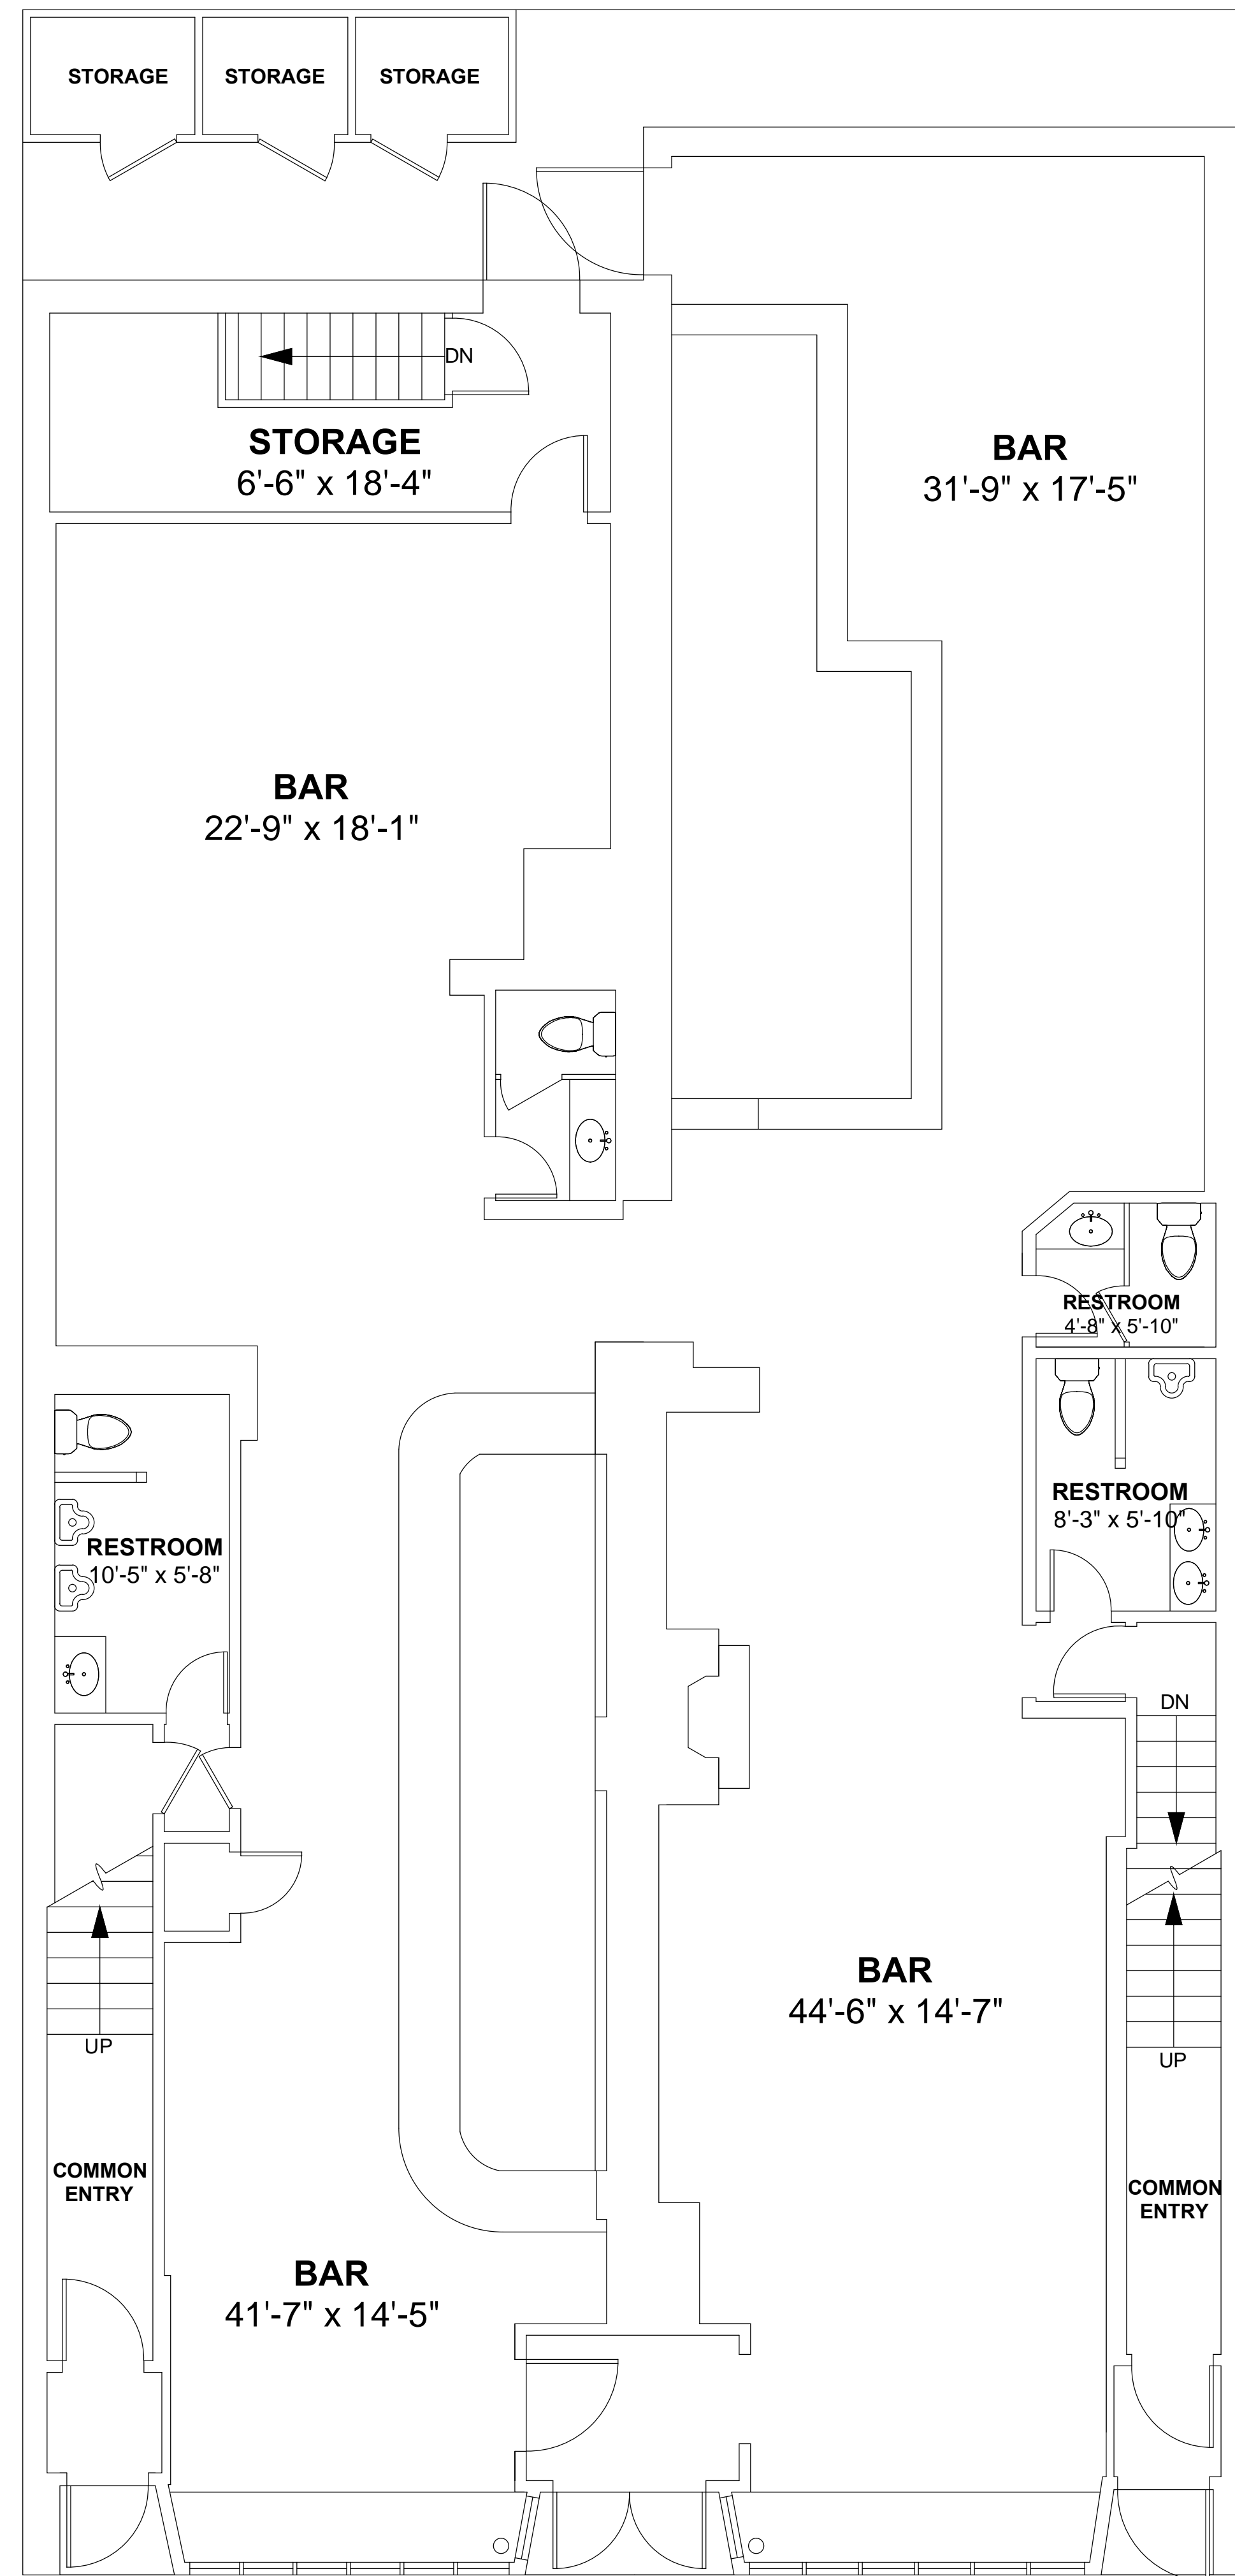 STORAGE
STORAGE
STORAGE
DN
STORAGE
6'-6" x 18'-4"
BAR
31'-9" x 17'-5"
BAR
22'-9" x 18'-1"
RESTROOM
4'-8" x 5'-10"
RESTROOM
8'-3" x 5'-10"
RESTROOM
10'-5" x 5'-8"
DN
BAR
44'-6" x 14'-7"
UP
UP
COMMON
ENTRY
COMMON
ENTRY
BAR
41'-7" x 14'-5"